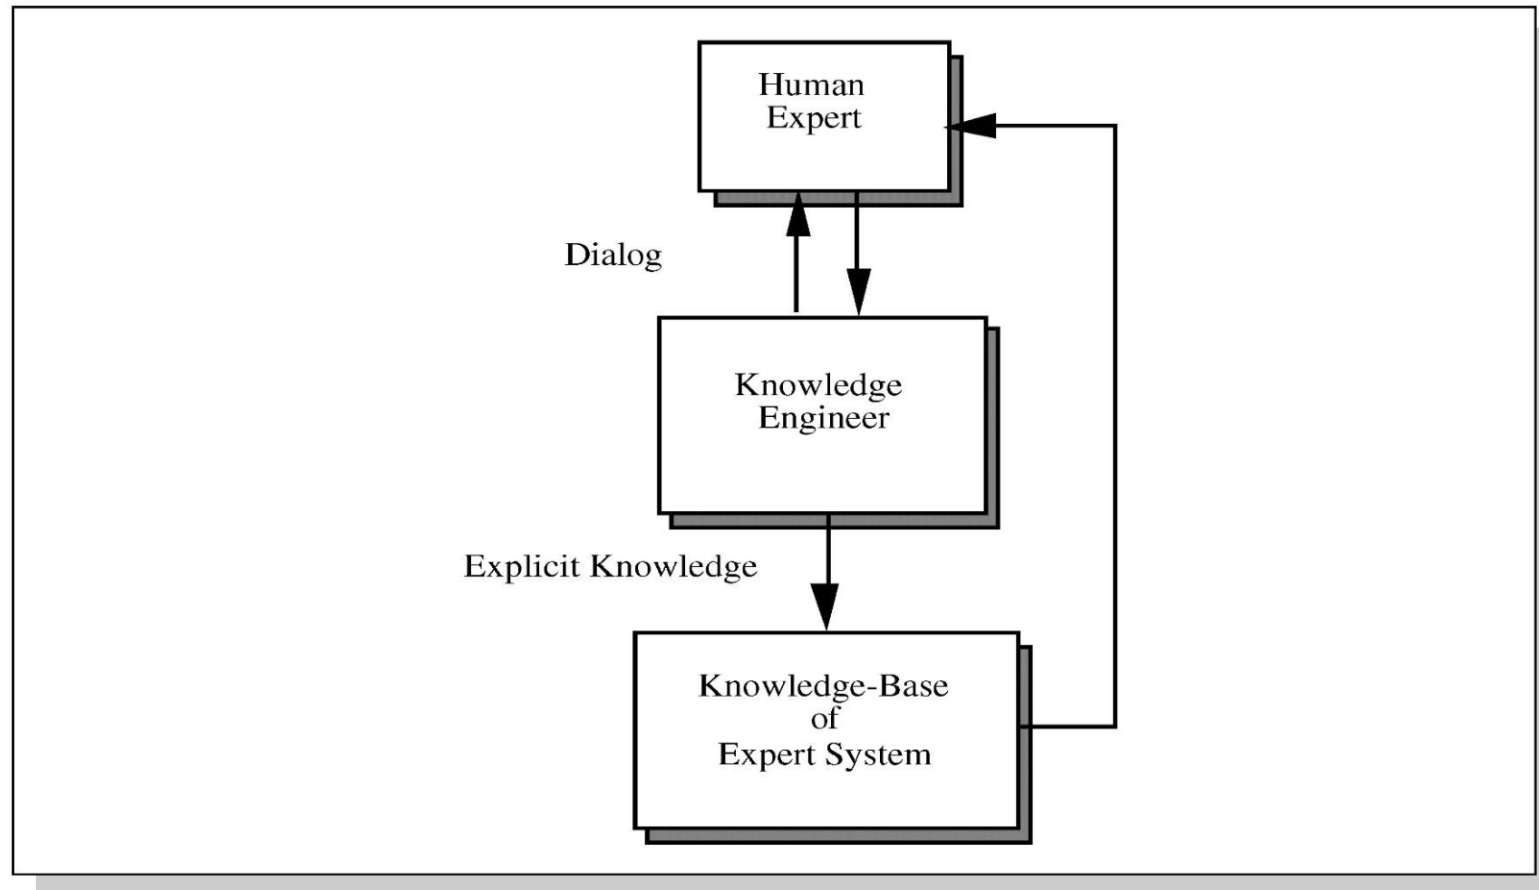 Human
Expert
Dialog
Knowledge
Engineer
Explicit Knowledge
Knowledge-Base
of
Expert System